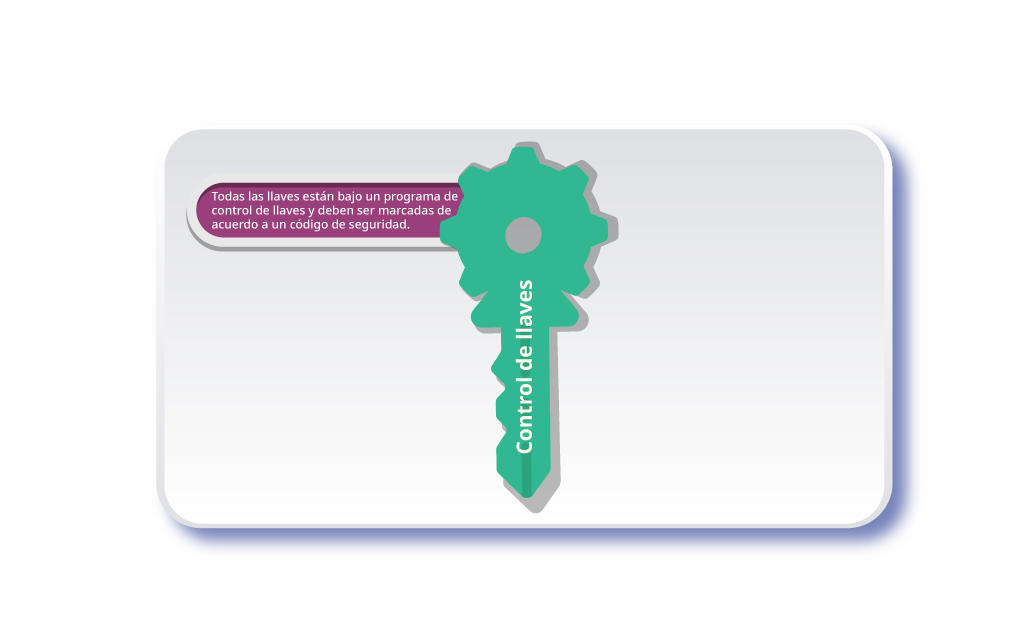 Todas las llaves están bajo un programa de
control de llaves y deben ser marcadas de
acuerdo a un código de seguridad.
Control de llaves